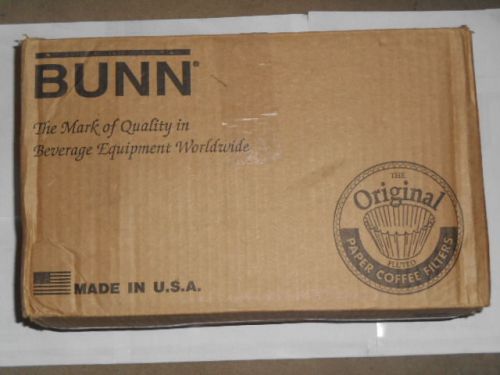 BUNN®
The Mark of Quality in
Beverage Equipment Worldwide
THE
Original
FLUTED
PAPER COFFEE FILTERS
MADE IN U.S.A.